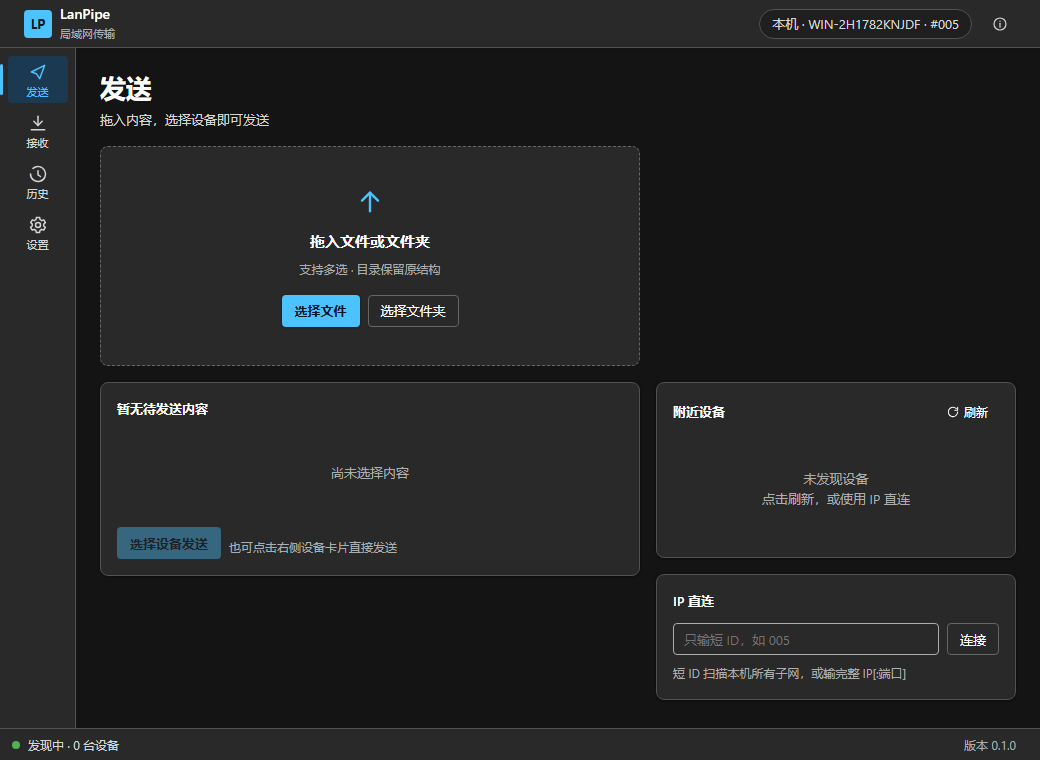 LP
LanPipe
局域网传输
本机 · WIN-2H1782KNJDF · #005
发送
接收
历史
设置
发送
拖入内容，选择设备即可发送
拖入文件或文件夹
支持多选 · 目录保留原结构
选择文件
选择文件夹
暂无待发送内容
尚未选择内容
选择设备发送
也可点击右侧设备卡片直接发送
附近设备
刷新
未发现设备
点击刷新，或使用 IP 直连
IP 直连
只输短 ID，如 005
连接
短 ID 扫描本机所有子网，或输完整 IP[:端口]
发现中 · 0 台设备
版本 0.1.0